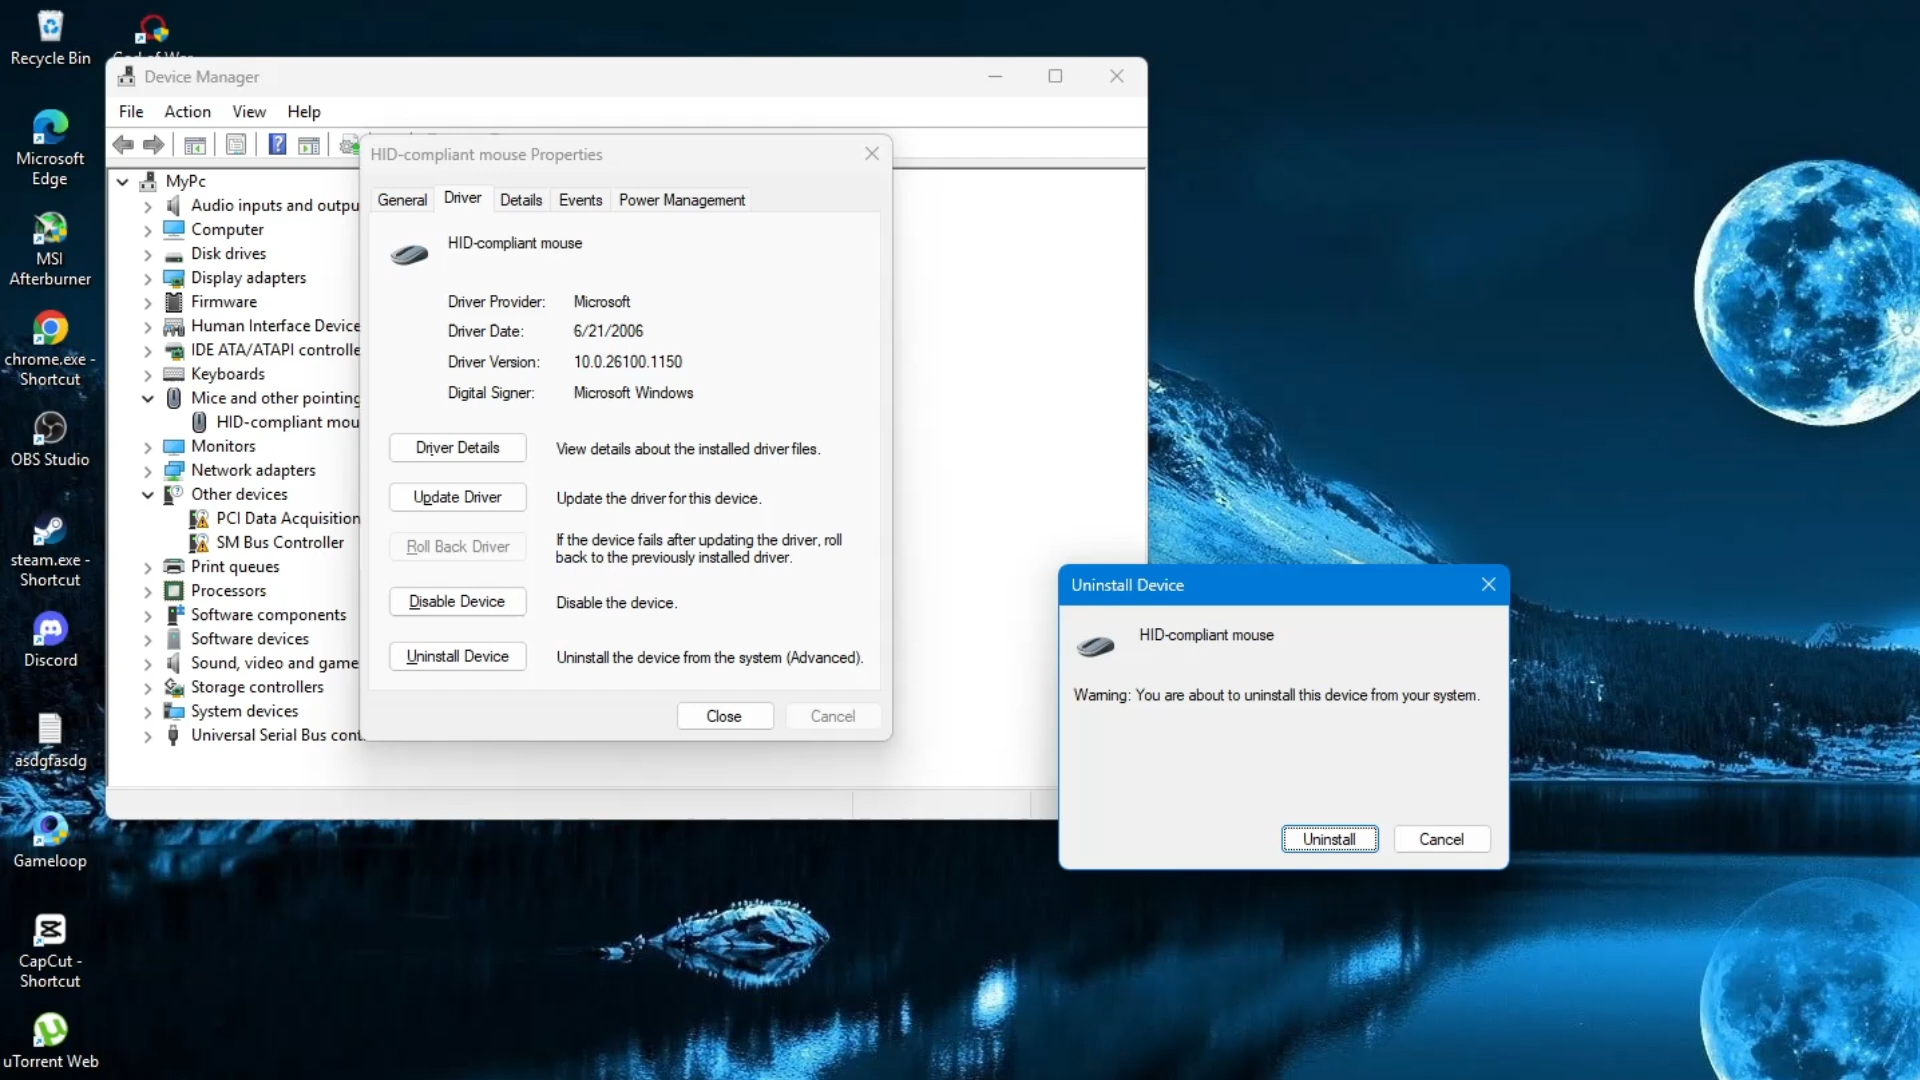 Recycle Bin
Microsoft
Edge
MSI
Afterburner
chrome.exe -
Shortcut
OBS Studio
steam.exe -
Shortcut
Discord
asdgfasdg
Gameloop
CapCut -
Shortcut
uTorrent Web
Device Manager
File Action View Help
MyPc
Audio inputs and outpu
Computer
Disk drives
Display adapters
Firmware
Human Interface Device
IDE ATA/ATAPI controlle
Keyboards
Mice and other pointing
HID-compliant mou
Monitors
Network adapters
Other devices
PCI Data Acquisition
SM Bus Controller
Print queues
Processors
Software components
Software devices
Sound, video and game
Storage controllers
System devices
Universal Serial Bus cont
HID-compliant mouse Properties
General Driver Details Events Power Management
HID-compliant mouse
Driver Provider: Microsoft
Driver Date: 6/21/2006
Driver Version: 10.0.26100.1150
Digital Signer: Microsoft Windows
Driver Details View details about the installed driver files.
Update Driver Update the driver for this device.
Roll Back Driver If the device fails after updating the driver, roll
back to the previously installed driver.
Disable Device Disable the device.
Uninstall Device Uninstall the device from the system (Advanced).
Close Cancel
Uninstall Device
HID-compliant mouse
Warning: You are about to uninstall this device from your system.
Uninstall Cancel